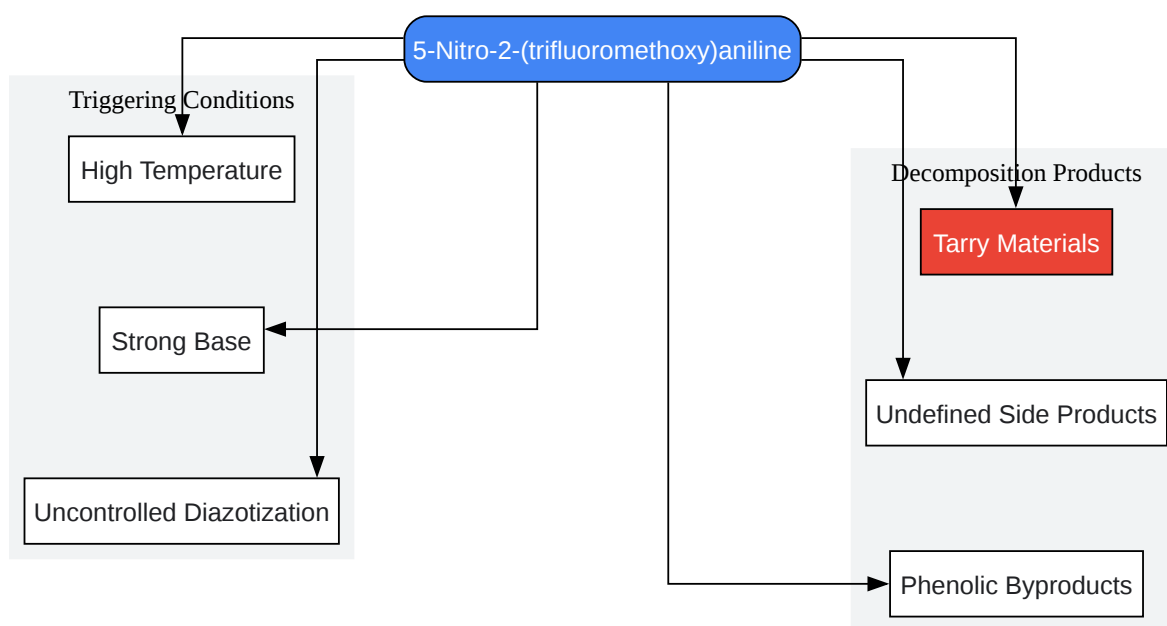 5-Nitro-2-(trifluoromethoxy)aniline
Triggering Conditions
High Temperature
Strong Base
Uncontrolled Diazotization
Decomposition Products
Tarry Materials
Undefined Side Products
Phenolic Byproducts